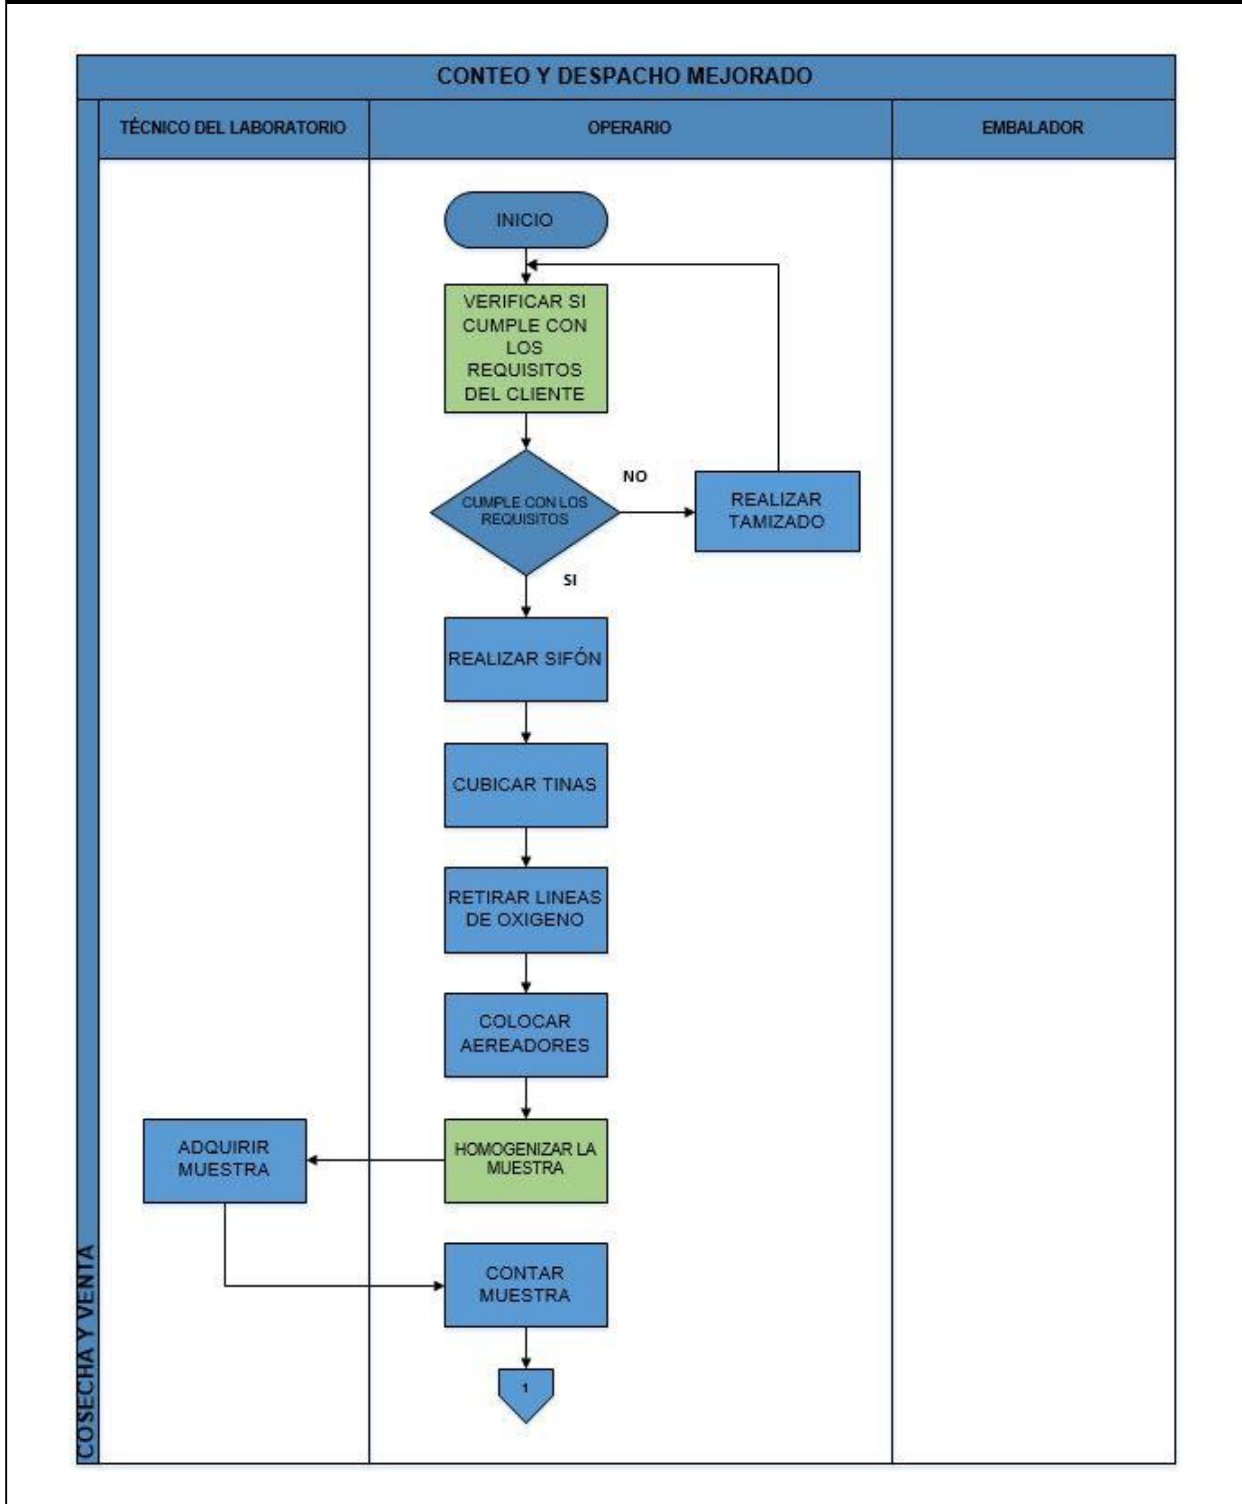 CONTEO Y DESPACHO MEJORADO
TÉCNICO DEL LABORATORIO
OPERARIO
EMBALADOR
INICIO
VERIFICAR SI
CUMPLE CON
LOS
REQUISITOS
DEL CLIENTE
CUMPLE CON LOS
REQUISITOS
NO
REALIZAR
TAMIZADO
SI
REALIZAR SIFÓN
CUBICAR TINAS
RETIRAR LINEAS
DE OXIGENO
COLOCAR
AEREADORES
HOMOGENIZAR LA
MUESTRA
ADQUIRIR
MUESTRA
CONTAR
MUESTRA
1
COSECHA Y VENTA